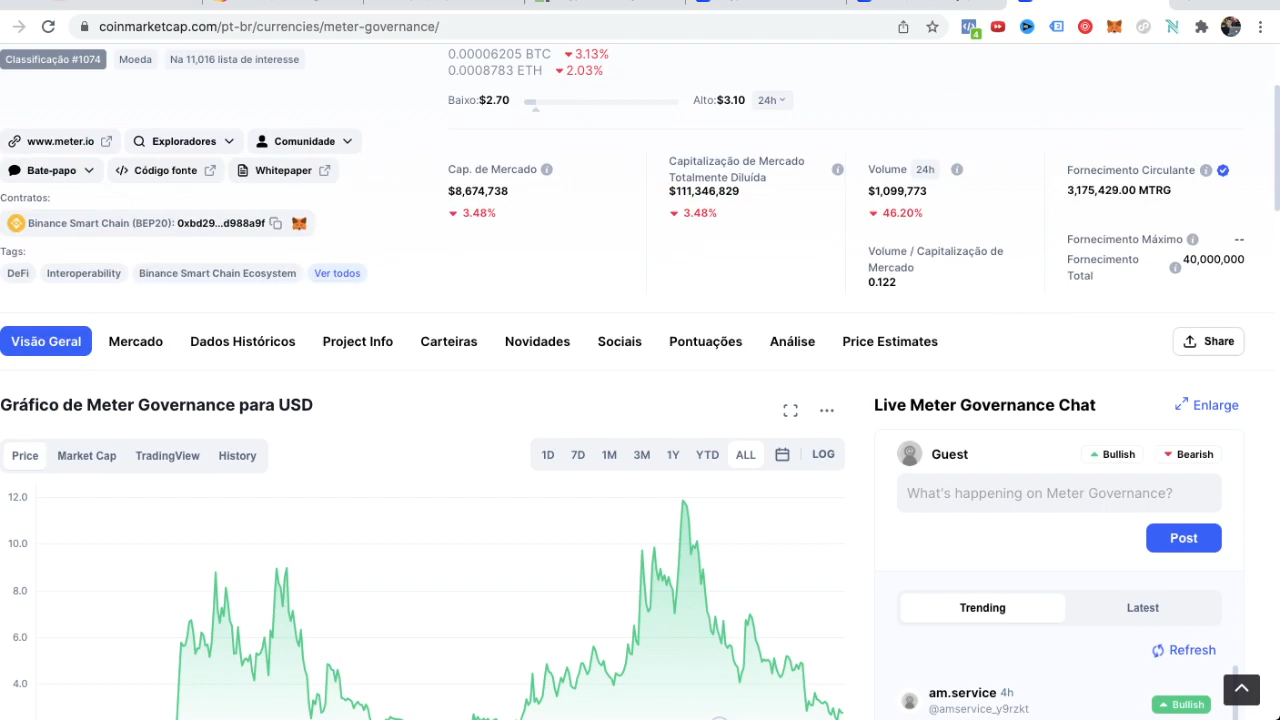 coinmarketcap.com/pt-br/currencies/meter-governance/
4
Classificação #1074
Moeda
Na 11,016 lista de interesse
0.00006205 BTC
3.13%
0.0008783 ETH
2.03%
Baixo:$2.70
Alto:$3.10
24h
www.meter.io
Exploradores
Comunidade
Bate-papo
Código fonte
Whitepaper
Contratos:
Binance Smart Chain (BEP20): 0xbd29...d988a9f
Tags:
DeFi
Interoperability
Binance Smart Chain Ecosystem
Ver todos
Cap. de Mercado
$8,674,738
3.48%
Capitalização de Mercado
Totalmente Diluída
$111,346,829
3.48%
Volume
24h
$1,099,773
46.20%
Volume / Capitalização de
Mercado
0.122
Fornecimento Circulante
3,175,429.00 MTRG
Fornecimento Máximo
--
Fornecimento
Total
40,000,000
Visão Geral
Mercado
Dados Históricos
Project Info
Carteiras
Novidades
Sociais
Pontuações
Análise
Price Estimates
Share
Gráfico de Meter Governance para USD
Price
Market Cap
TradingView
History
1D
7D
1M
3M
1Y
YTD
ALL
LOG
12.0
10.0
8.0
6.0
4.0
Live Meter Governance Chat
Enlarge
Guest
Bullish
Bearish
What's happening on Meter Governance?
Post
Trending
Latest
Refresh
am.service 4h
@amservice_y9rzkt
Bullish